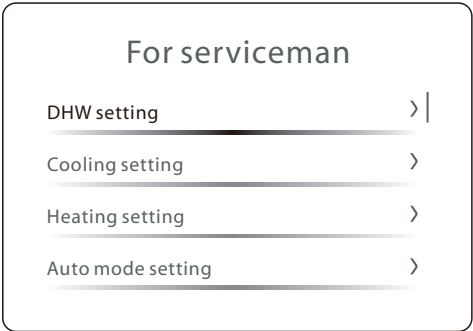 For serviceman
DHW setting
Cooling setting
Heating setting
Auto mode setting